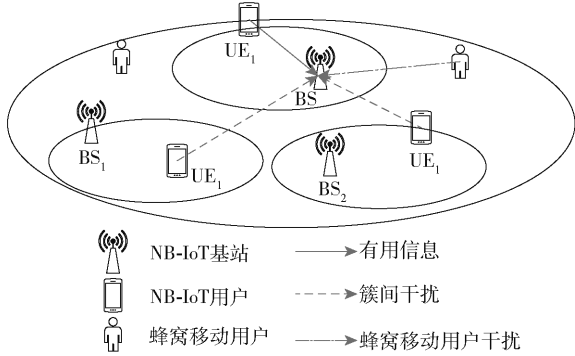 UE₁
BS
BS₁
UE₁
BS₂
UE₁
NB-IoT基站
有用信息
NB-IoT用户
簇间干扰
蜂窝移动用户
蜂窝移动用户干扰